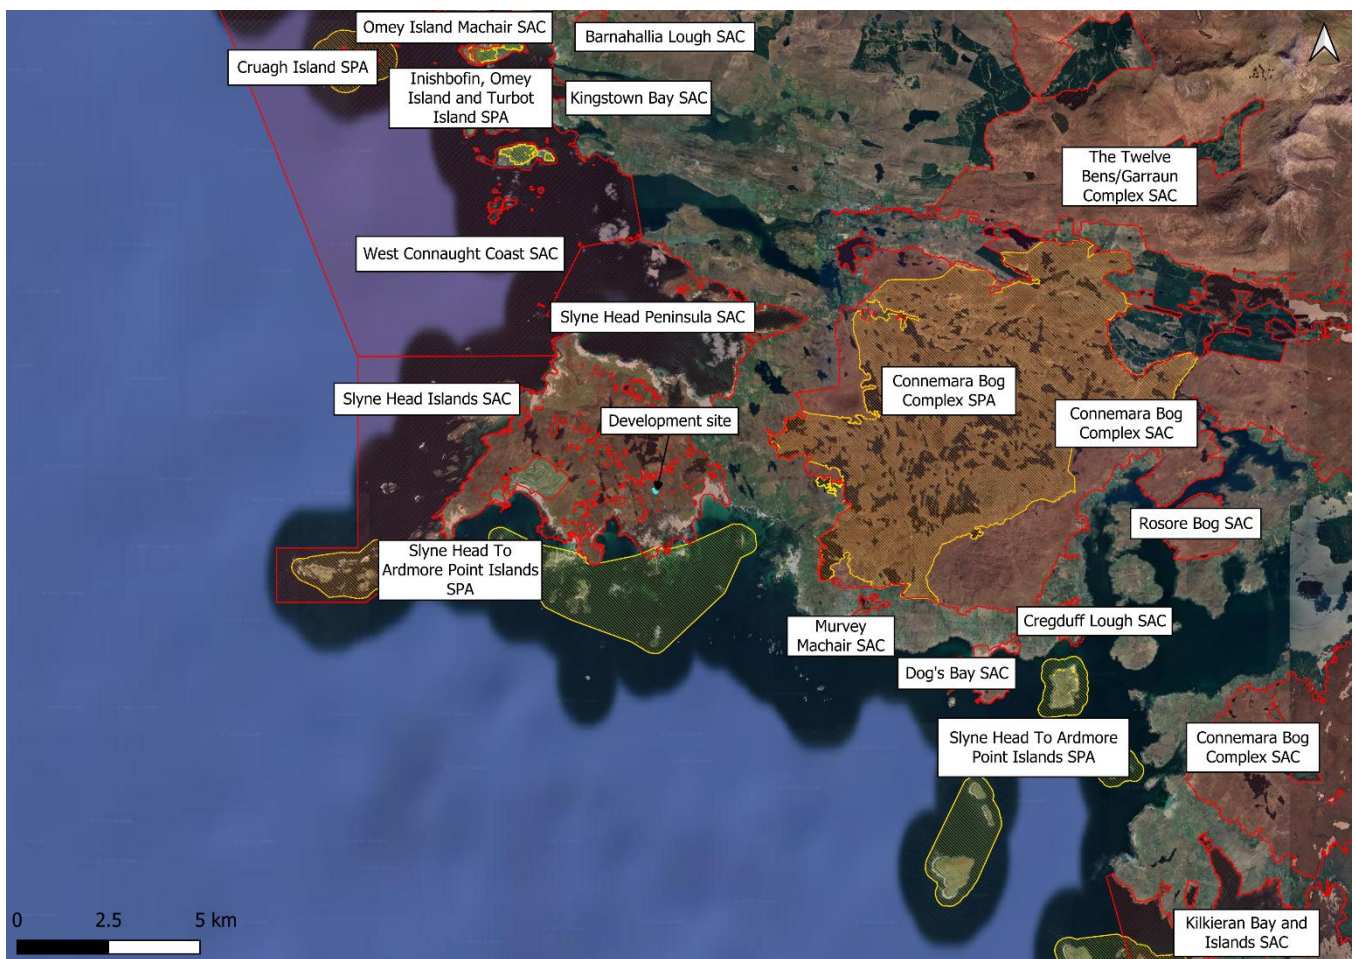 Omey Island Machair SAC
Barnahallia Lough SAC
Cruagh Island SPA
Inishbofin, Omey
Island and Turbot
Island SPA
Kingstown Bay SAC
The Twelve
Bens/Garraun
Complex SAC
West Connaught Coast SAC
Slyne Head Peninsula SAC
Connemara Bog
Complex SPA
Slyne Head Islands SAC
Development site
Connemara Bog
Complex SAC
Rosore Bog SAC
Slyne Head To
Ardmore Point Islands
SPA
Murvey
Machair SAC
Cregduff Lough SAC
Dog's Bay SAC
Slyne Head To Ardmore
Point Islands SPA
Connemara Bog
Complex SAC
Kilkieran Bay and
Islands SAC
0 2.5 5 km